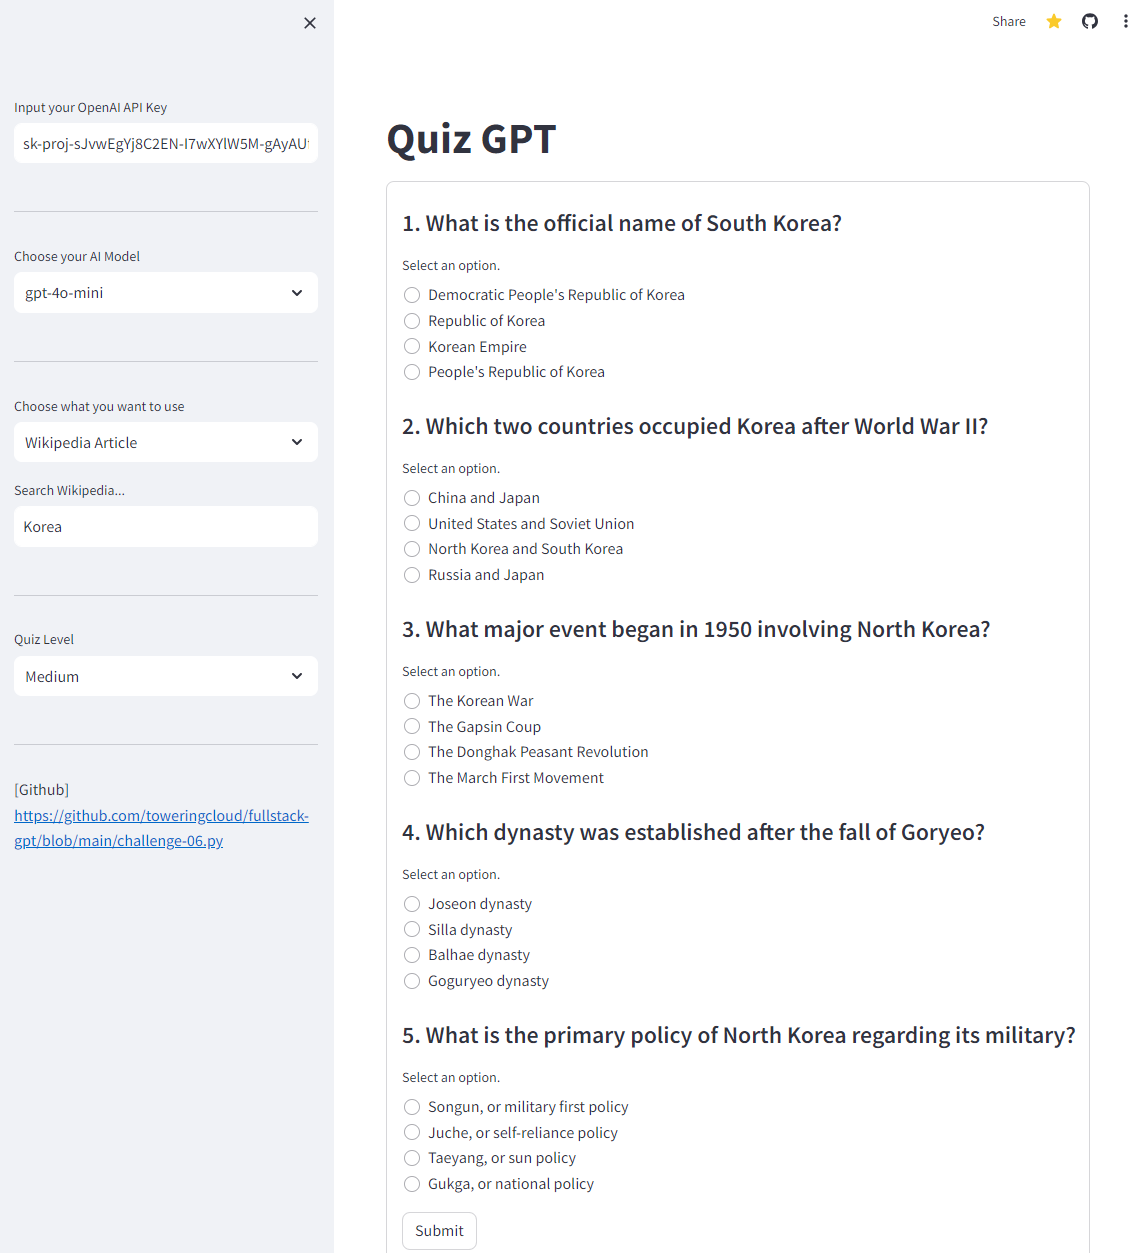 Share
Input your OpenAI API Key
Choose your AI Model
gpt-4o-mini
Choose what you want to use
Wikipedia Article
Search Wikipedia...
Korea
Quiz Level
Medium
[Github]
https://github.com/toweringcloud/fullstack-
gpt/blob/main/challenge-06.py
Quiz GPT
1. What is the official name of South Korea?
Select an option.
Democratic People's Republic of Korea
Republic of Korea
Korean Empire
People's Republic of Korea
2. Which two countries occupied Korea after World War II?
Select an option.
China and Japan
United States and Soviet Union
North Korea and South Korea
Russia and Japan
3. What major event began in 1950 involving North Korea?
Select an option.
The Korean War
The Gapsin Coup
The Donghak Peasant Revolution
The March First Movement
4. Which dynasty was established after the fall of Goryeo?
Select an option.
Joseon dynasty
Silla dynasty
Balhae dynasty
Goguryeo dynasty
5. What is the primary policy of North Korea regarding its military?
Select an option.
Songun, or military first policy
Juche, or self-reliance policy
Taeyang, or sun policy
Gukga, or national policy
Submit